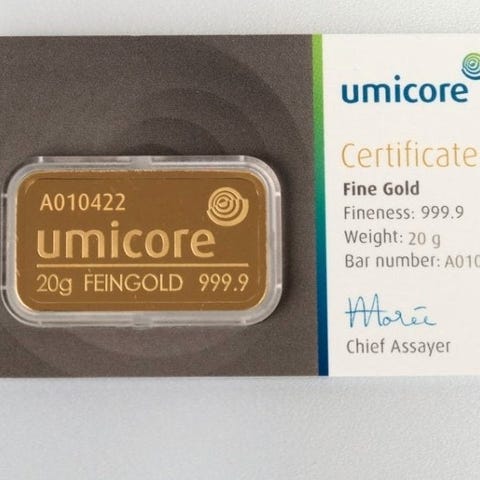 A010422
umicore
20g FEINGOLD 999.9
umicore
Certificate
Fine Gold
Fineness: 999.9
Weight: 20 g
Bar number: A010
Morée
Chief Assayer